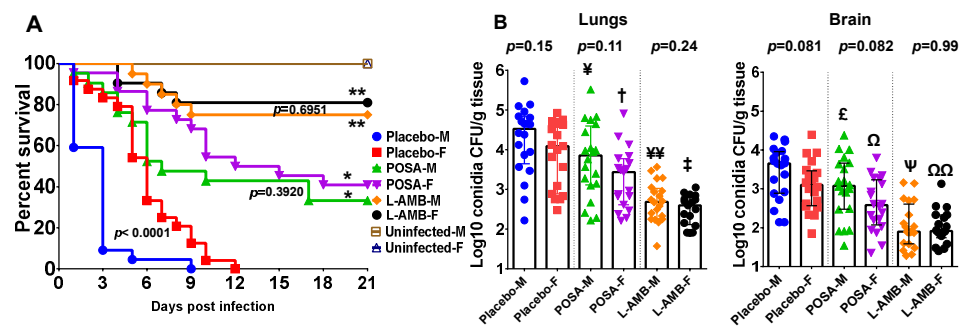 A
Percent survival
100
80
60
40
20
0
0
3
6
9
12
15
18
21
Days post infection
**
p=0.6951
**
*
p=0.3920
*
p< 0.0001
Placebo-M
Placebo-F
POSA-M
POSA-F
L-AMB-M
L-AMB-F
Uninfected-M
Uninfected-F
B
Lungs
p=0.15
p=0.11
p=0.24
Log10 conidia CFU/g tissue
6
5
4
3
2
1
¥
†
¥¥
‡
Placebo-M
Placebo-F
POSA-M
POSA-F
L-AMB-M
L-AMB-F
Brain
p=0.081
p=0.082
p=0.99
Log10 conidia CFU/g tissue
6
5
4
3
2
1
£
Ω
Ψ
ΩΩ
Placebo-M
Placebo-F
POSA-M
POSA-F
L-AMB-M
L-AMB-F